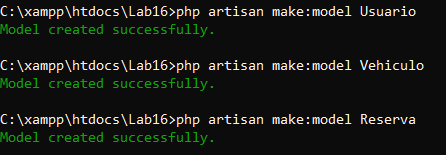 C:\xampp\htdocs\Lab16>php artisan make:model Usuario
Model created successfully.
C:\xampp\htdocs\Lab16>php artisan make:model Vehiculo
Model created successfully.
C:\xampp\htdocs\Lab16>php artisan make:model Reserva
Model created successfully.